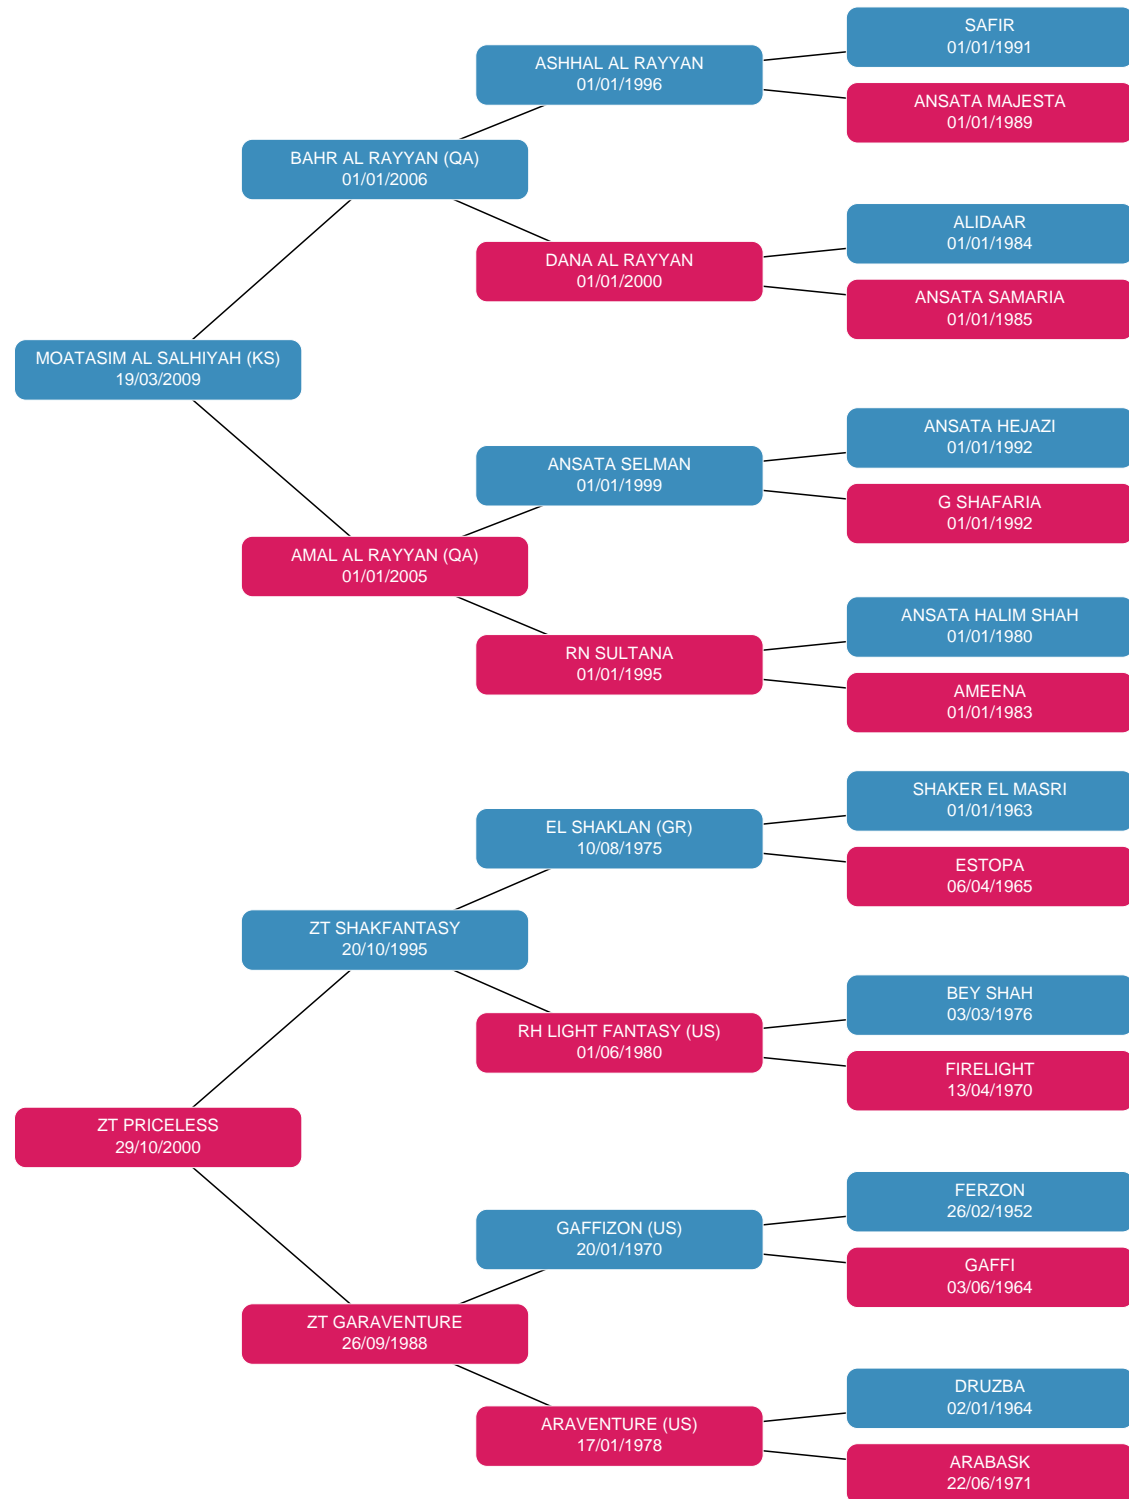 SAFIR
01/01/1991
ASHHAL AL RAYYAN
01/01/1996
ANSATA MAJESTA
01/01/1989
BAHR AL RAYYAN (QA)
01/01/2006
ALIDAAR
01/01/1984
DANA AL RAYYAN
01/01/2000
ANSATA SAMARIA
01/01/1985
MOATASIM AL SALHIYAH (KS)
19/03/2009
ANSATA HEJAZI
01/01/1992
ANSATA SELMAN
01/01/1999
G SHAFARIA
01/01/1992
AMAL AL RAYYAN (QA)
01/01/2005
ANSATA HALIM SHAH
01/01/1980
RN SULTANA
01/01/1995
AMEENA
01/01/1983
SHAKER EL MASRI
01/01/1963
EL SHAKLAN (GR)
10/08/1975
ESTOPA
06/04/1965
ZT SHAKFANTASY
20/10/1995
BEY SHAH
03/03/1976
RH LIGHT FANTASY (US)
01/06/1980
FIRELIGHT
13/04/1970
ZT PRICELESS
29/10/2000
FERZON
26/02/1952
GAFFIZON (US)
20/01/1970
GAFFI
03/06/1964
ZT GARAVENTURE
26/09/1988
DRUZBA
02/01/1964
ARAVENTURE (US)
17/01/1978
ARABASK
22/06/1971